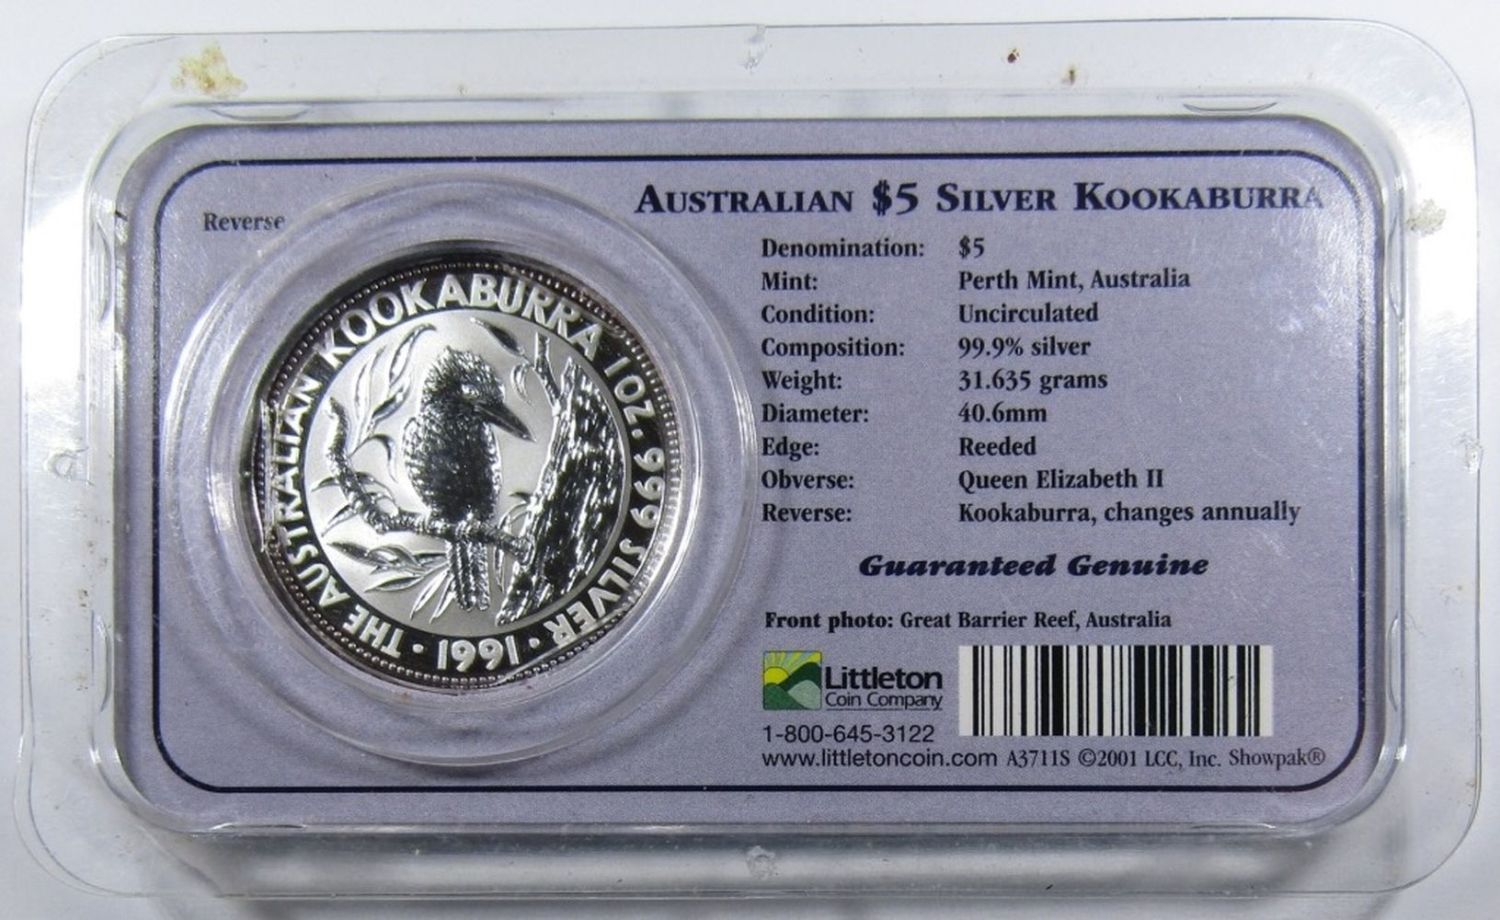 Reverse
THE AUSTRALIAN KOOKABURRA 1 OZ. 999 SILVER · 1991 ·
AUSTRALIAN $5 SILVER KOOKABURRA
Denomination: $5
Mint: Perth Mint, Australia
Condition: Uncirculated
Composition: 99.9% silver
Weight: 31.635 grams
Diameter: 40.6mm
Edge: Reeded
Obverse: Queen Elizabeth II
Reverse: Kookaburra, changes annually
Guaranteed Genuine
Front photo: Great Barrier Reef, Australia
Littleton
Coin Company
1-800-645-3122
www.littletoncoin.com A3711S ©2001 LCC, Inc. Showpak®